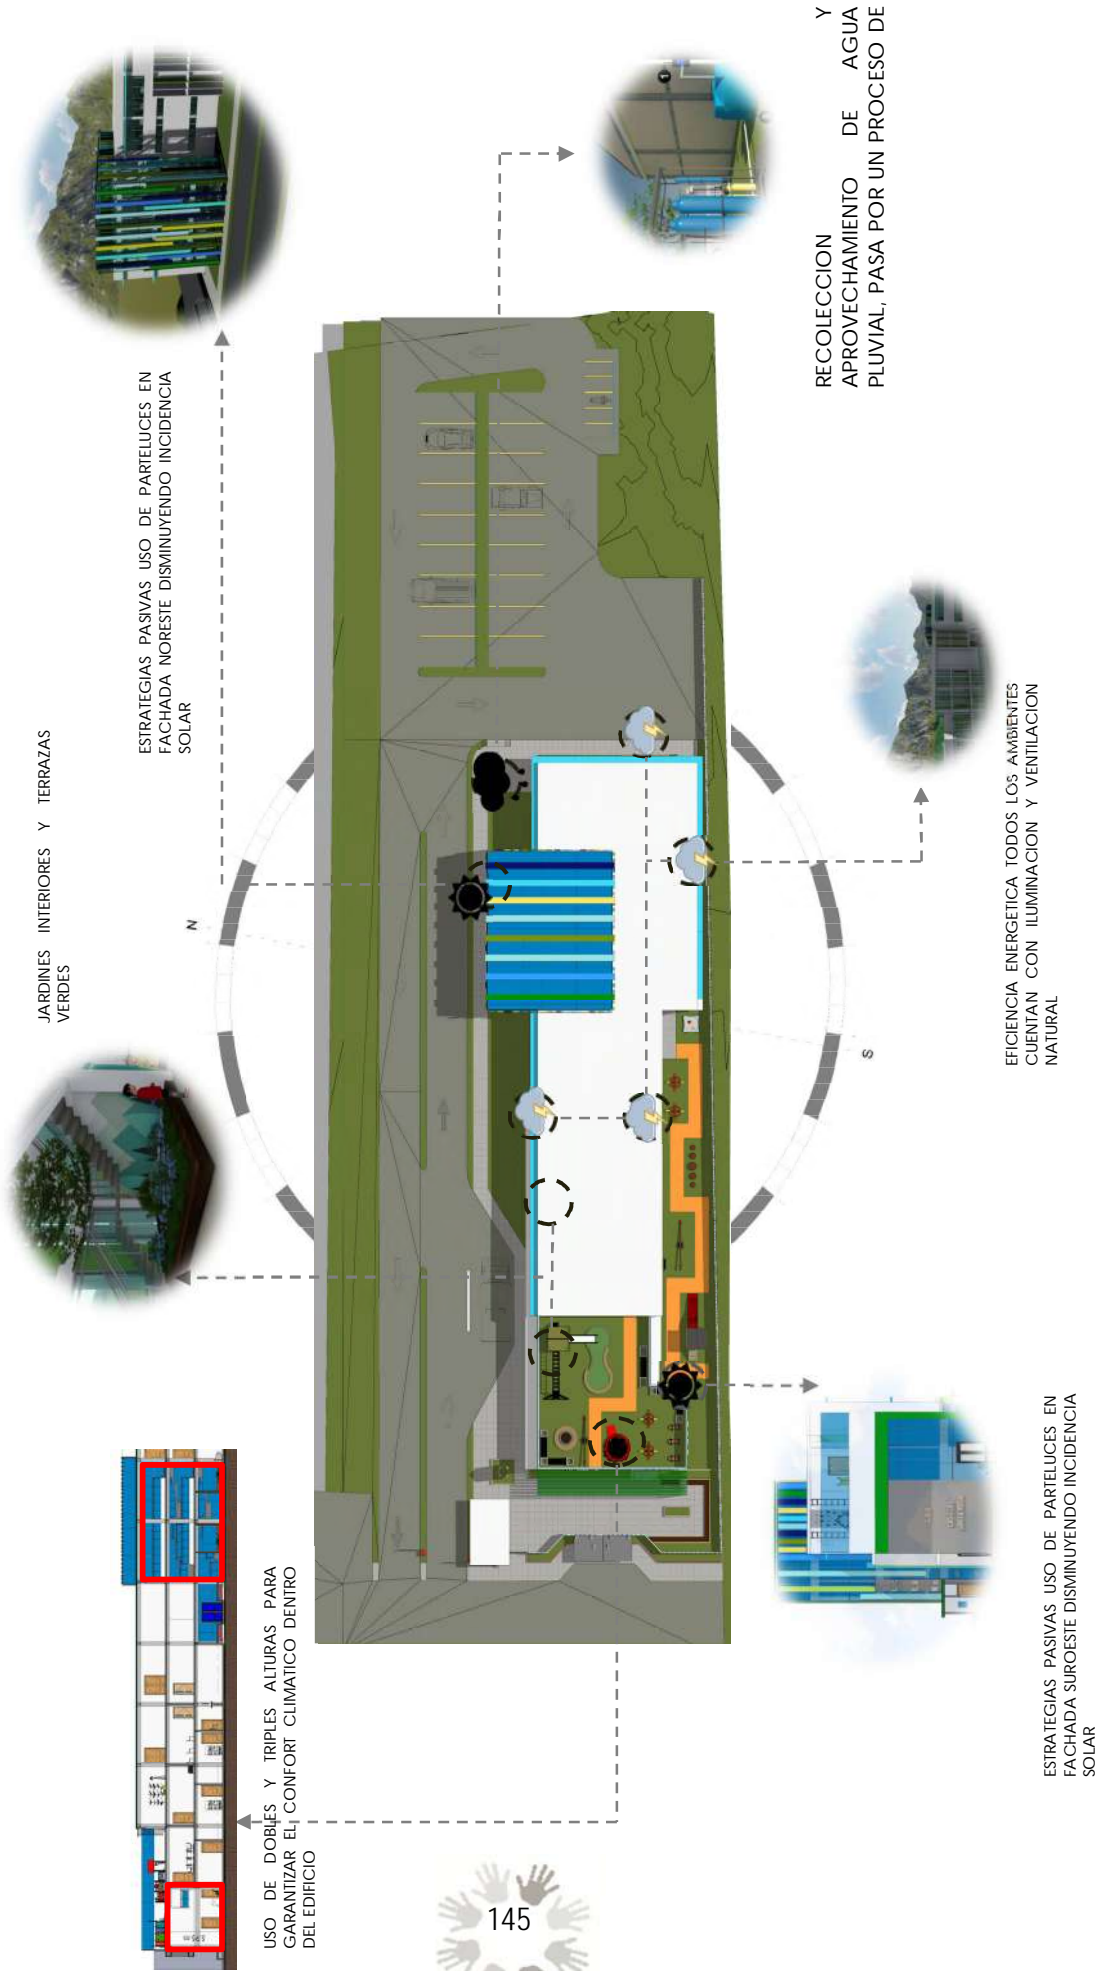 USO DE DOBLES Y TRIPLES ALTURAS PARA
GARANTIZAR EL CONFORT CLIMATICO DENTRO
DEL EDIFICIO
JARDINES INTERIORES Y TERRAZAS
VERDES
ESTRATEGIAS PASIVAS USO DE PARTELUCES EN
FACHADA NORESTE DISMINUYENDO INCIDENCIA
SOLAR
N
S
ESTRATEGIAS PASIVAS USO DE PARTELUCES EN
FACHADA SUROESTE DISMINUYENDO INCIDENCIA
SOLAR
EFICIENCIA ENERGETICA TODOS LOS AMBIENTES
CUENTAN CON ILUMINACION Y VENTILACION
NATURAL
RECOLECCION Y
APROVECHAMIENTO DE AGUA
PLUVIAL, PASA POR UN PROCESO DE
145